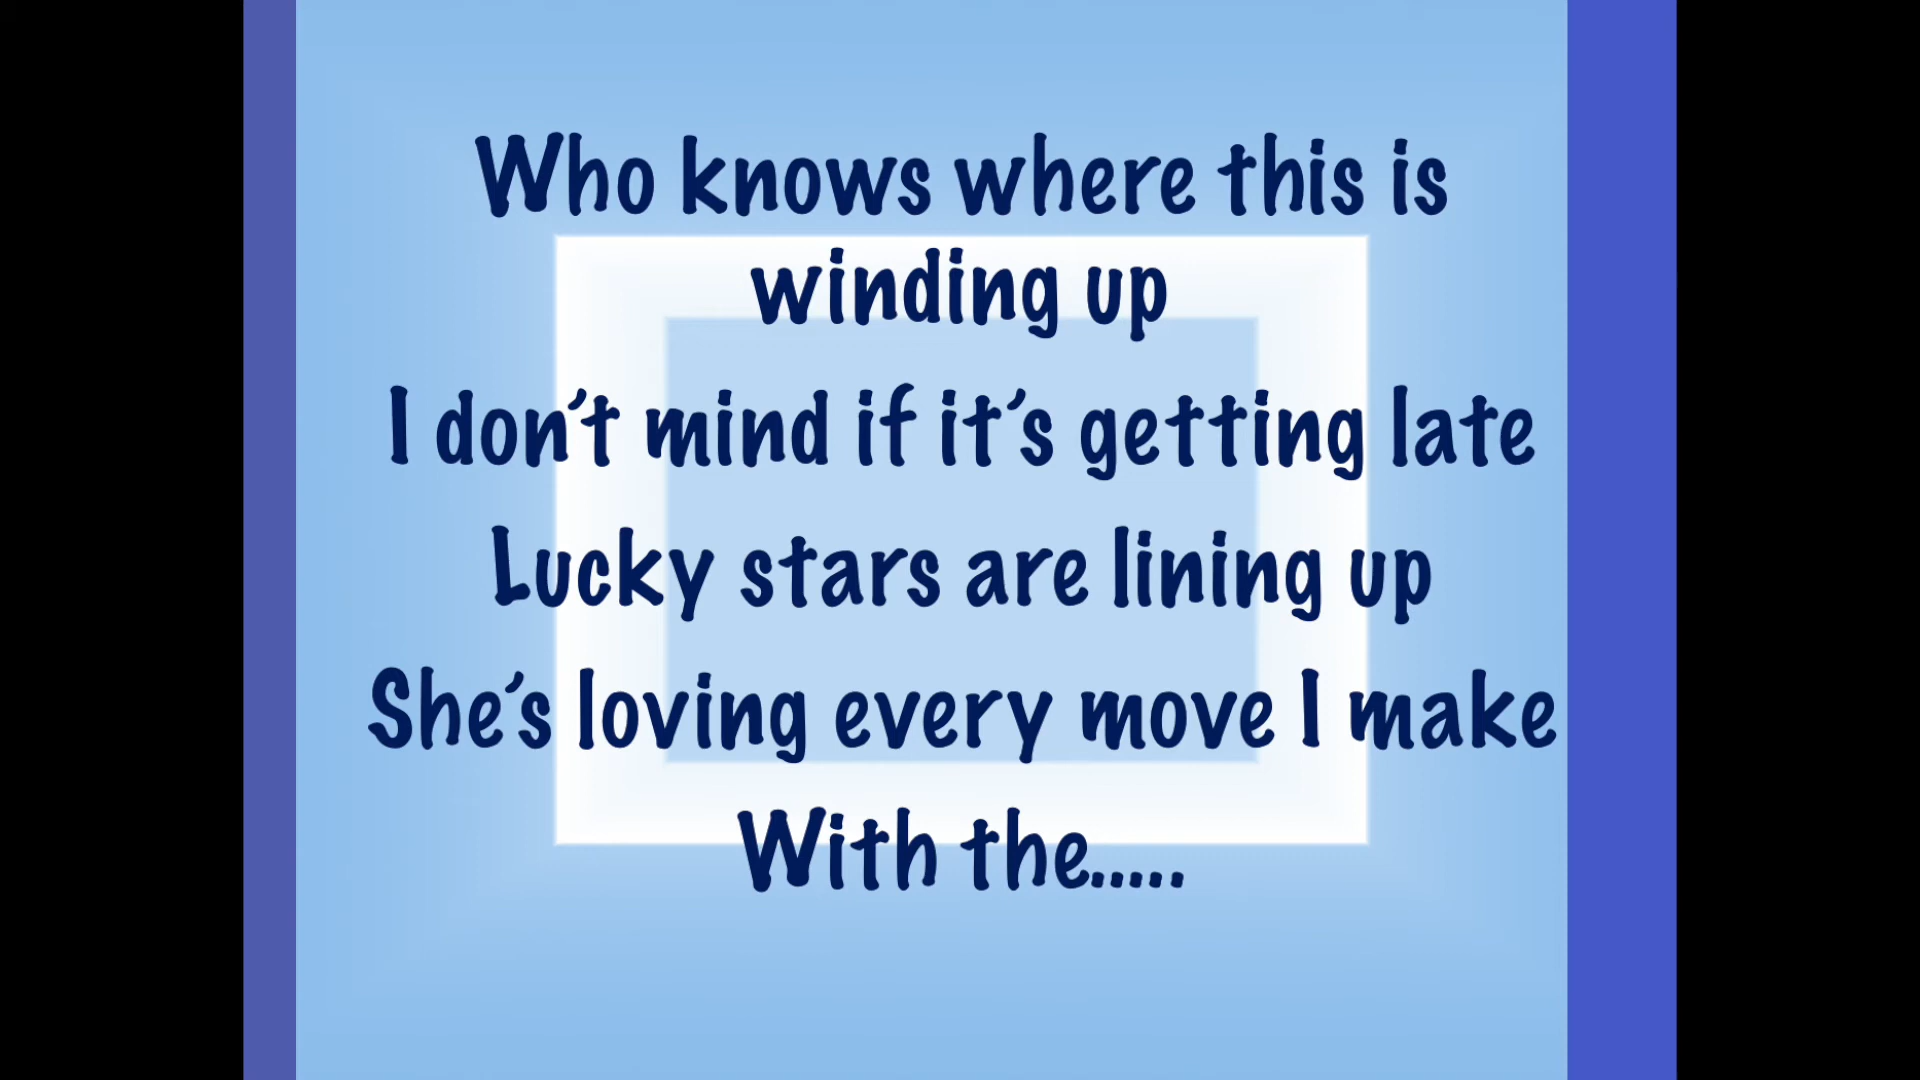 Who knows where this is
winding up
I don't mind if it's getting late
Lucky stars are lining up
She's loving every move I make
With the.....